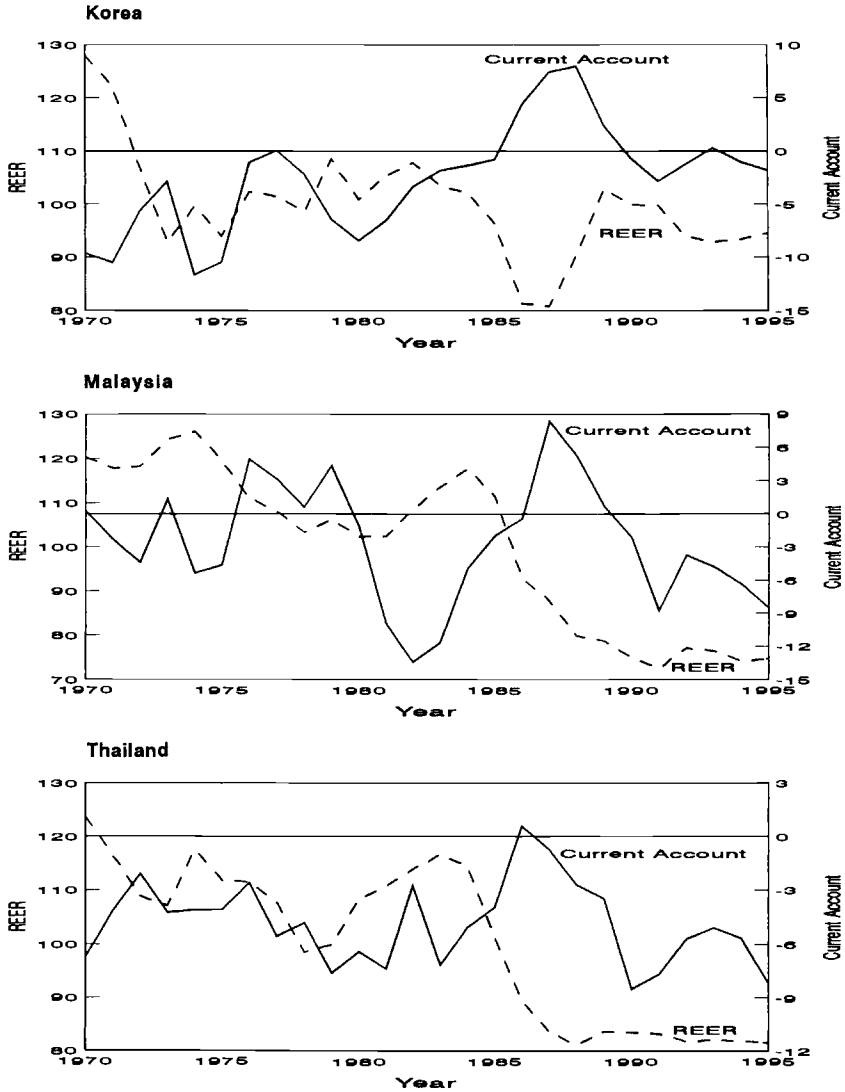 Korea
130
120
110
100
90
80
REER
10
5
0
-5
-10
-15
Current Account
Current Account
REER
1970 1975 1980 1985 1990 1995
Year
Malaysia
130
120
110
100
90
80
70
REER
9
6
3
0
-3
-6
-9
-12
-15
Current Account
Current Account
REER
1970 1975 1980 1985 1990 1995
Year
Thailand
130
120
110
100
90
80
REER
3
0
-3
-6
-9
-12
Current Account
Current Account
REER
1970 1975 1980 1985 1990 1995
Year